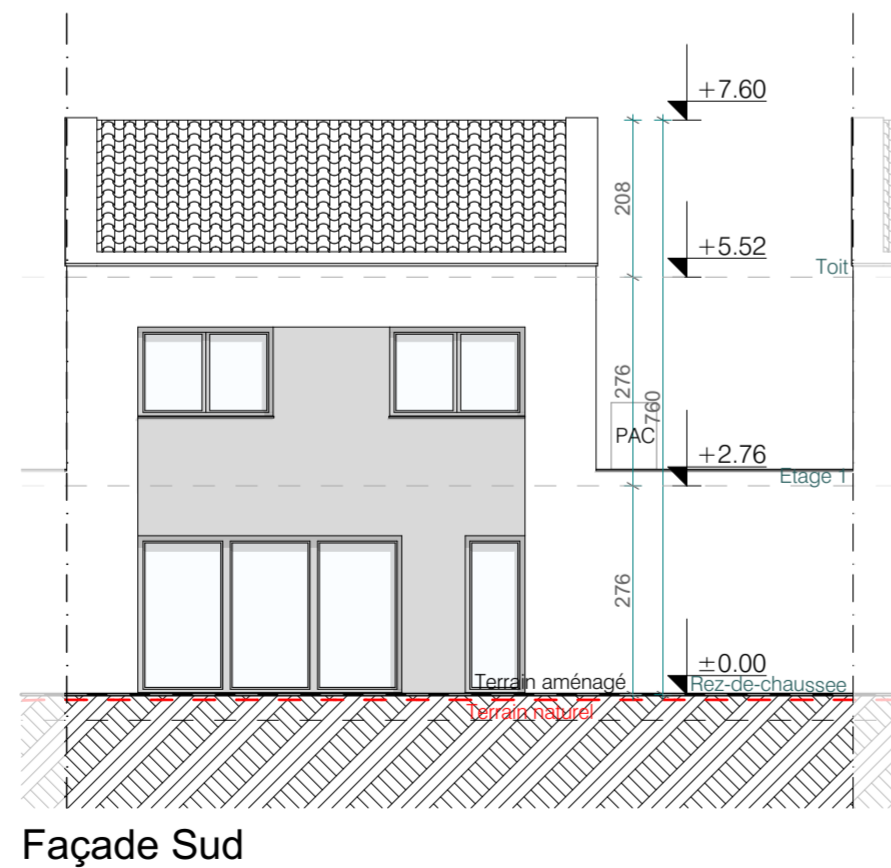 +7.60
208
+5.52
Toit
276
760
PAC
+2.76
Etage 1
276
±0.00
Terrain aménagé
Rez-de-chaussee
Terrain naturel
Façade Sud